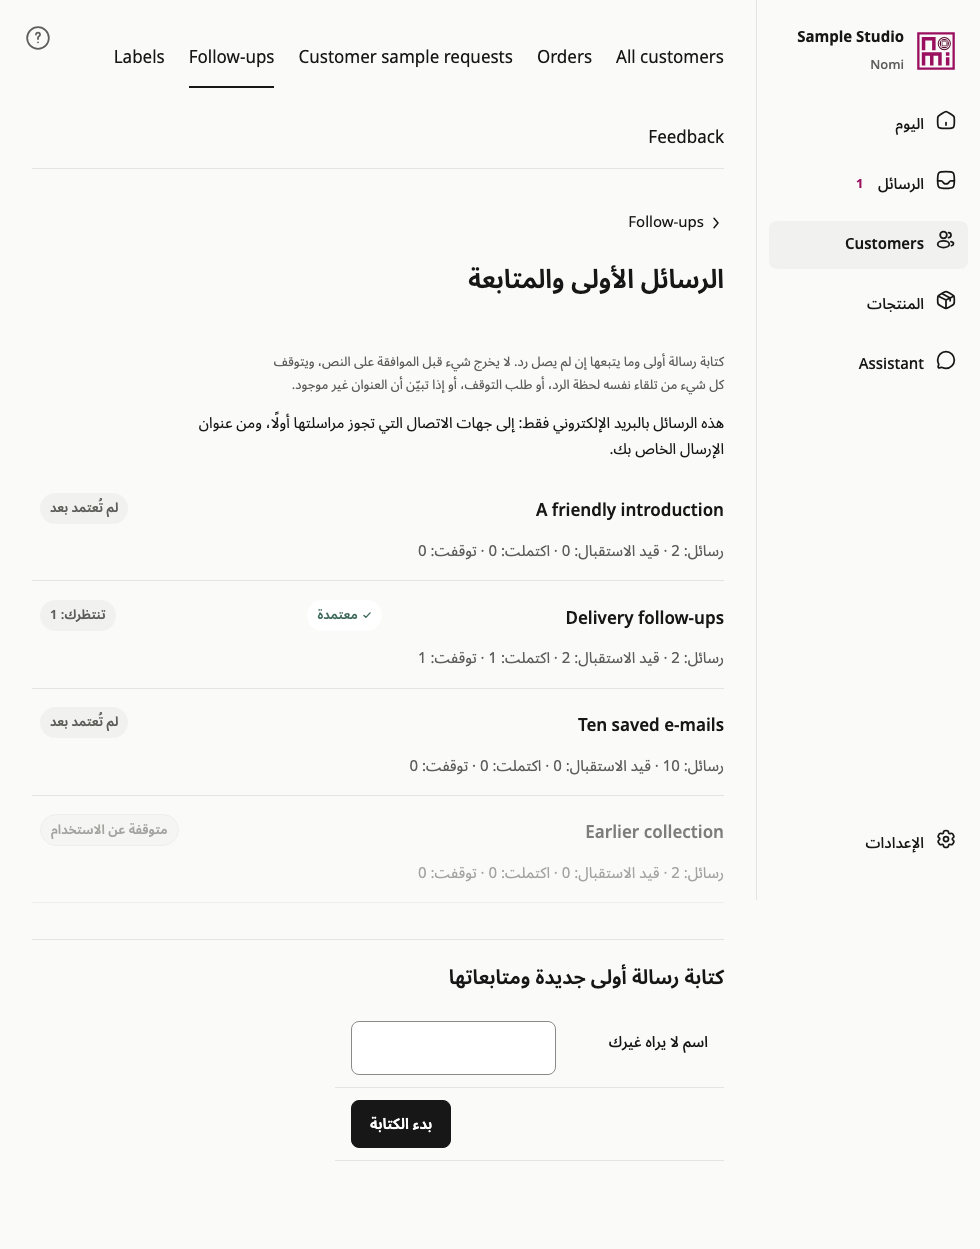 Sample Studio
Nomi
اليوم
الرسائل 1
Customers
المنتجات
Assistant
الإعدادات
All customers Orders Customer sample requests Follow-ups Labels
Feedback
Follow-ups
الرسائل الأولى والمتابعة
كتابة رسالة أولى وما يتبعها إن لم يصل رد. لا يخرج شيء قبل الموافقة على النص، ويتوقف
كل شيء من تلقاء نفسه لحظة الرد، أو طلب التوقف، أو إذا تبيّن أن العنوان غير موجود.
هذه الرسائل بالبريد الإلكتروني فقط: إلى جهات الاتصال التي تجوز مراسلتها أولًا، ومن عنوان
الإرسال الخاص بك.
A friendly introduction لم تُعتمد بعد
رسائل: 2 · قيد الاستقبال: 0 · اكتملت: 0 · توقفت: 0
Delivery follow-ups معتمدة تنتظرك: 1
رسائل: 2 · قيد الاستقبال: 2 · اكتملت: 1 · توقفت: 1
Ten saved e-mails لم تُعتمد بعد
رسائل: 10 · قيد الاستقبال: 0 · اكتملت: 0 · توقفت: 0
Earlier collection متوقفة عن الاستخدام
رسائل: 2 · قيد الاستقبال: 0 · اكتملت: 0 · توقفت: 0
كتابة رسالة أولى جديدة ومتابعاتها
اسم لا يراه غيرك
بدء الكتابة